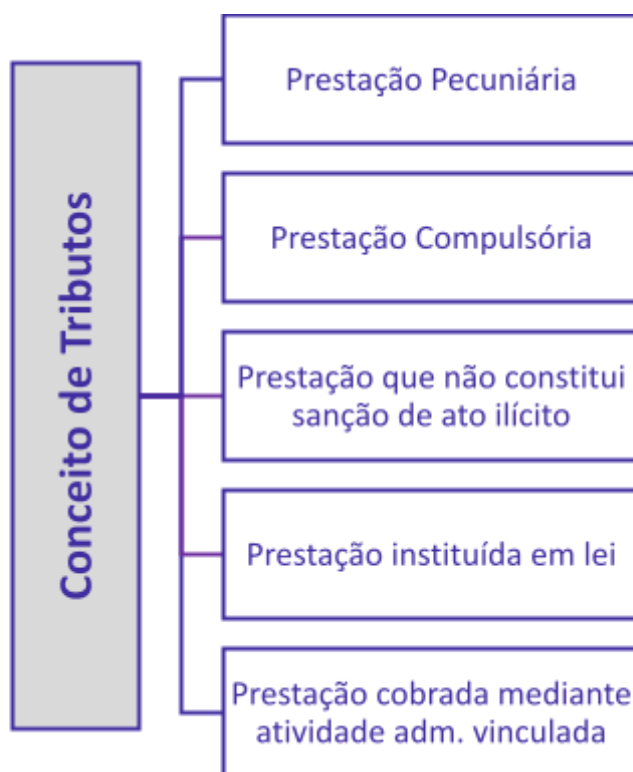 Conceito de Tributos
Prestação Pecuniária
Prestação Compulsória
Prestação que não constitui
sanção de ato ilícito
Prestação instituída em lei
Prestação cobrada mediante
atividade adm. vinculada